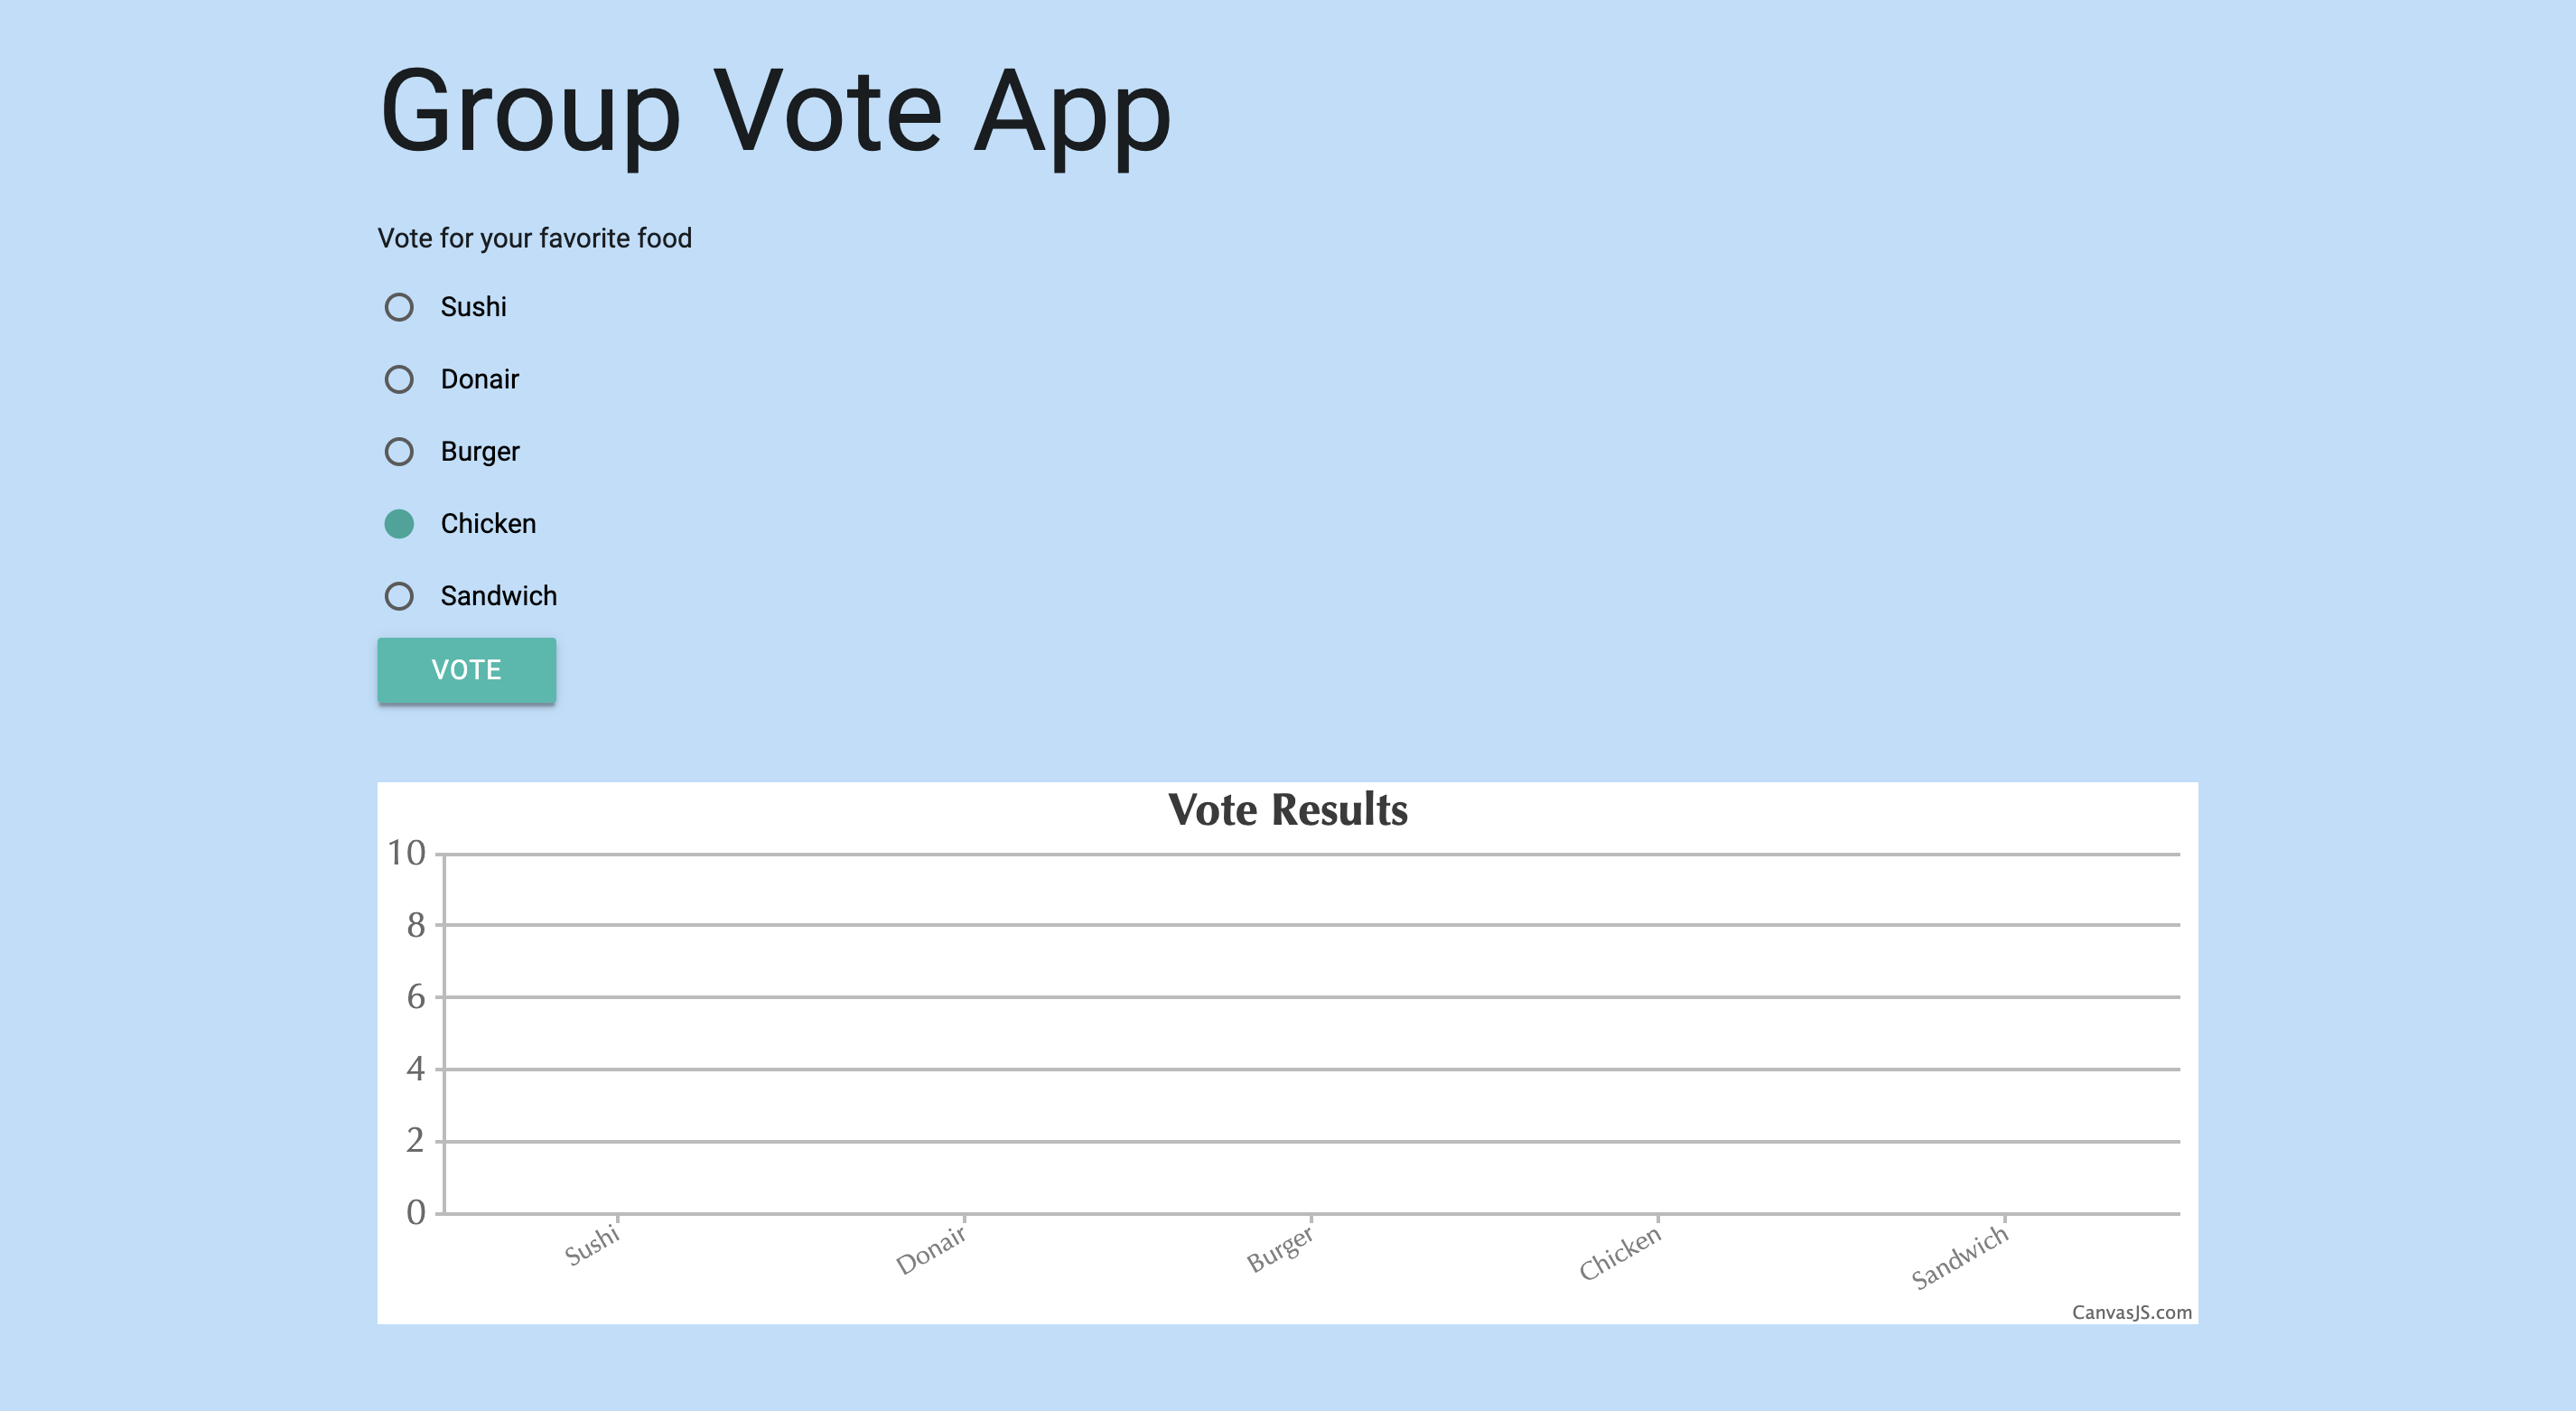 Group Vote App
Vote for your favorite food
Sushi
Donair
Burger
Chicken
Sandwich
VOTE
Vote Results
10
8
6
4
2
0
Sushi
Donair
Burger
Chicken
Sandwich
CanvasJS.com